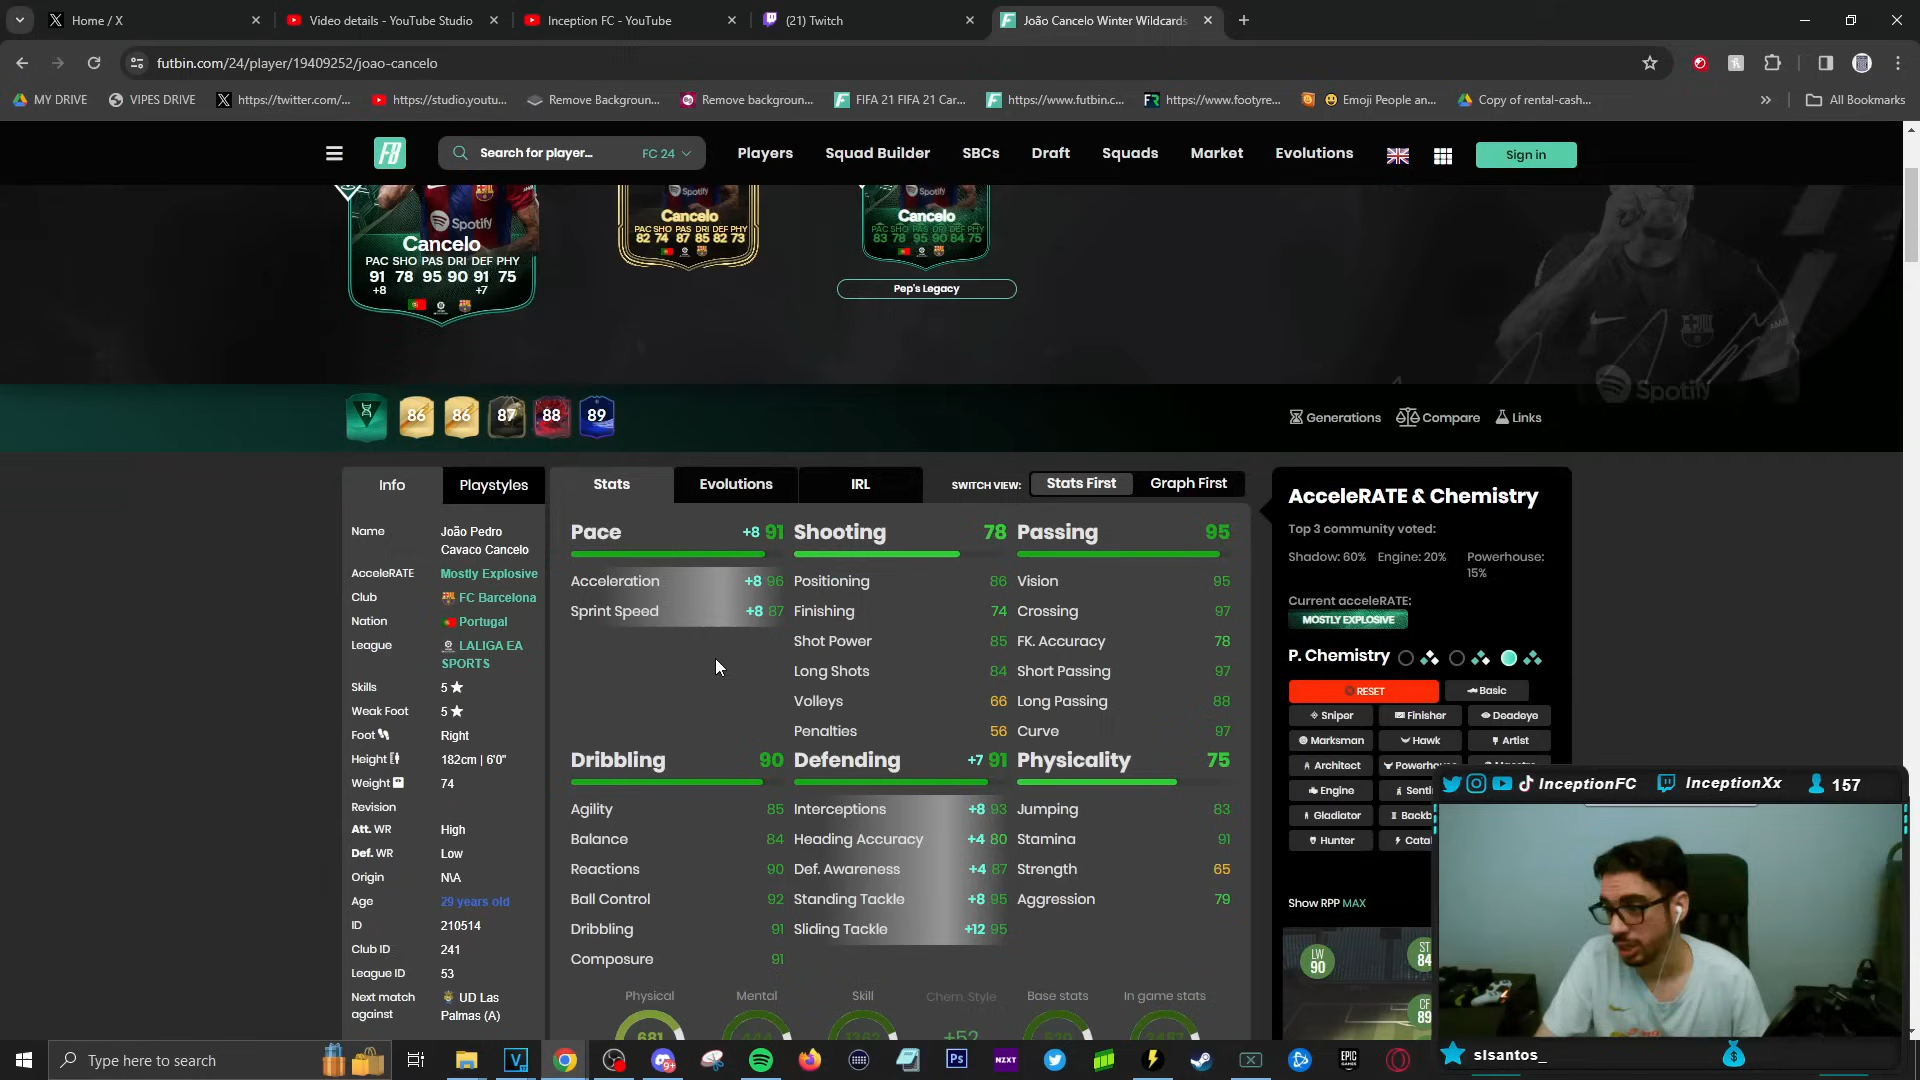 Home / X
Video details - YouTube Studio
Inception FC - YouTube
(21) Twitch
João Cancelo Winter Wildcards
futbin.com/24/player/19409252/joao-cancelo
MY DRIVE
VIPES DRIVE
https://twitter.com/...
https://studio.youtu...
Remove Backgroun...
Remove backgroun...
FIFA 21 FIFA 21 Car...
https://www.futbin.c...
https://www.footyre...
Emoji People an...
Copy of rental-cash...
All Bookmarks
Search for player...
FC 24
Players
Squad Builder
SBCs
Draft
Squads
Market
Evolutions
Sign in
Spotify
Cancelo
PAC SHO PAS DRI DEF PHY
91 78 95 90 91 75
+8 +7
Spotify
Cancelo
PAC SHO PAS DRI DEF PHY
82 74 87 85 82 73
Spotify
Cancelo
PAC SHO PAS DRI DEF PHY
83 78 95 90 84 75
Pep's Legacy
Spotify
86 86 87 88 89
Generations
Compare
Links
Info
Playstyles
Stats
Evolutions
IRL
SWITCH VIEW:
Stats First
Graph First
Name João Pedro
Cavaco Cancelo
AcceleRATE Mostly Explosive
Club FC Barcelona
Nation Portugal
League LALIGA EA
SPORTS
Skills 5
Weak Foot 5
Foot Right
Height 182cm | 6'0"
Weight 74
Revision
Att. WR High
Def. WR Low
Origin N\A
Age 29 years old
ID 210514
Club ID 241
League ID 53
Next match UD Las
against Palmas (A)
Pace +8 91
Acceleration +8 96
Sprint Speed +8 87
Shooting 78
Positioning 86
Finishing 74
Shot Power 85
Long Shots 84
Volleys 66
Penalties 56
Passing 95
Vision 95
Crossing 97
FK. Accuracy 78
Short Passing 97
Long Passing 88
Curve 97
Dribbling 90
Agility 85
Balance 84
Reactions 90
Ball Control 92
Dribbling 91
Composure 91
Defending +7 91
Interceptions +8 93
Heading Accuracy +4 80
Def. Awareness +4 87
Standing Tackle +8 95
Sliding Tackle +12 95
Physicality 75
Jumping 83
Stamina 91
Strength 65
Aggression 79
Physical
Mental
Skill
Chem. Style
Base stats
In game stats
681
+52
AcceleRATE & Chemistry
Top 3 community voted:
Shadow: 60% Engine: 20% Powerhouse:
15%
Current acceleRATE:
MOSTLY EXPLOSIVE
P. Chemistry
RESET
Basic
Sniper
Finisher
Deadeye
Marksman
Hawk
Artist
Architect
Engine
Gladiator
Hunter
Show RPP MAX
LW
90
ST
84
CF
89
InceptionFC
InceptionXx
157
slsantos_
Type here to search
9+
V
Ps
NZXT
EPIC
GAMES